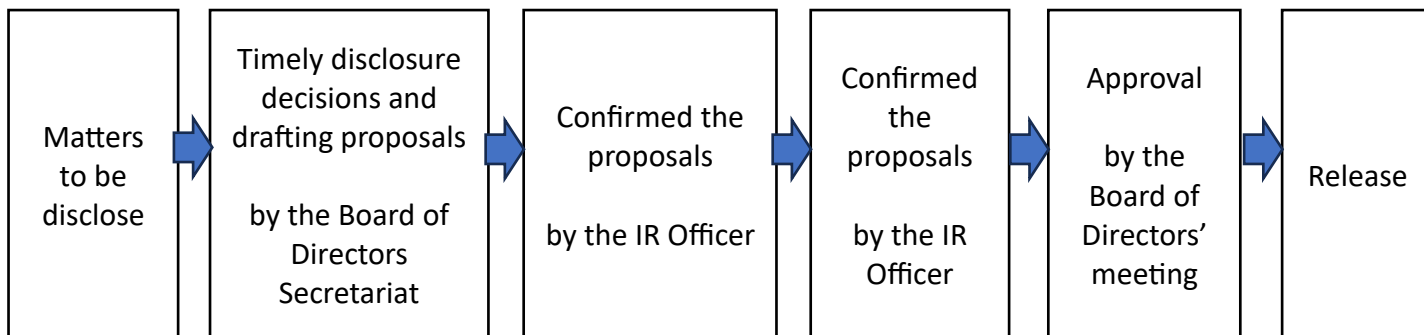 Matters
to be
disclose
Timely disclosure
decisions and
drafting proposals
by the Board of
Directors
Secretariat
Confirmed the
proposals
by the IR Officer
Confirmed
the
proposals
by the IR
Officer
Approval
by the
Board of
Directors’
meeting
Release